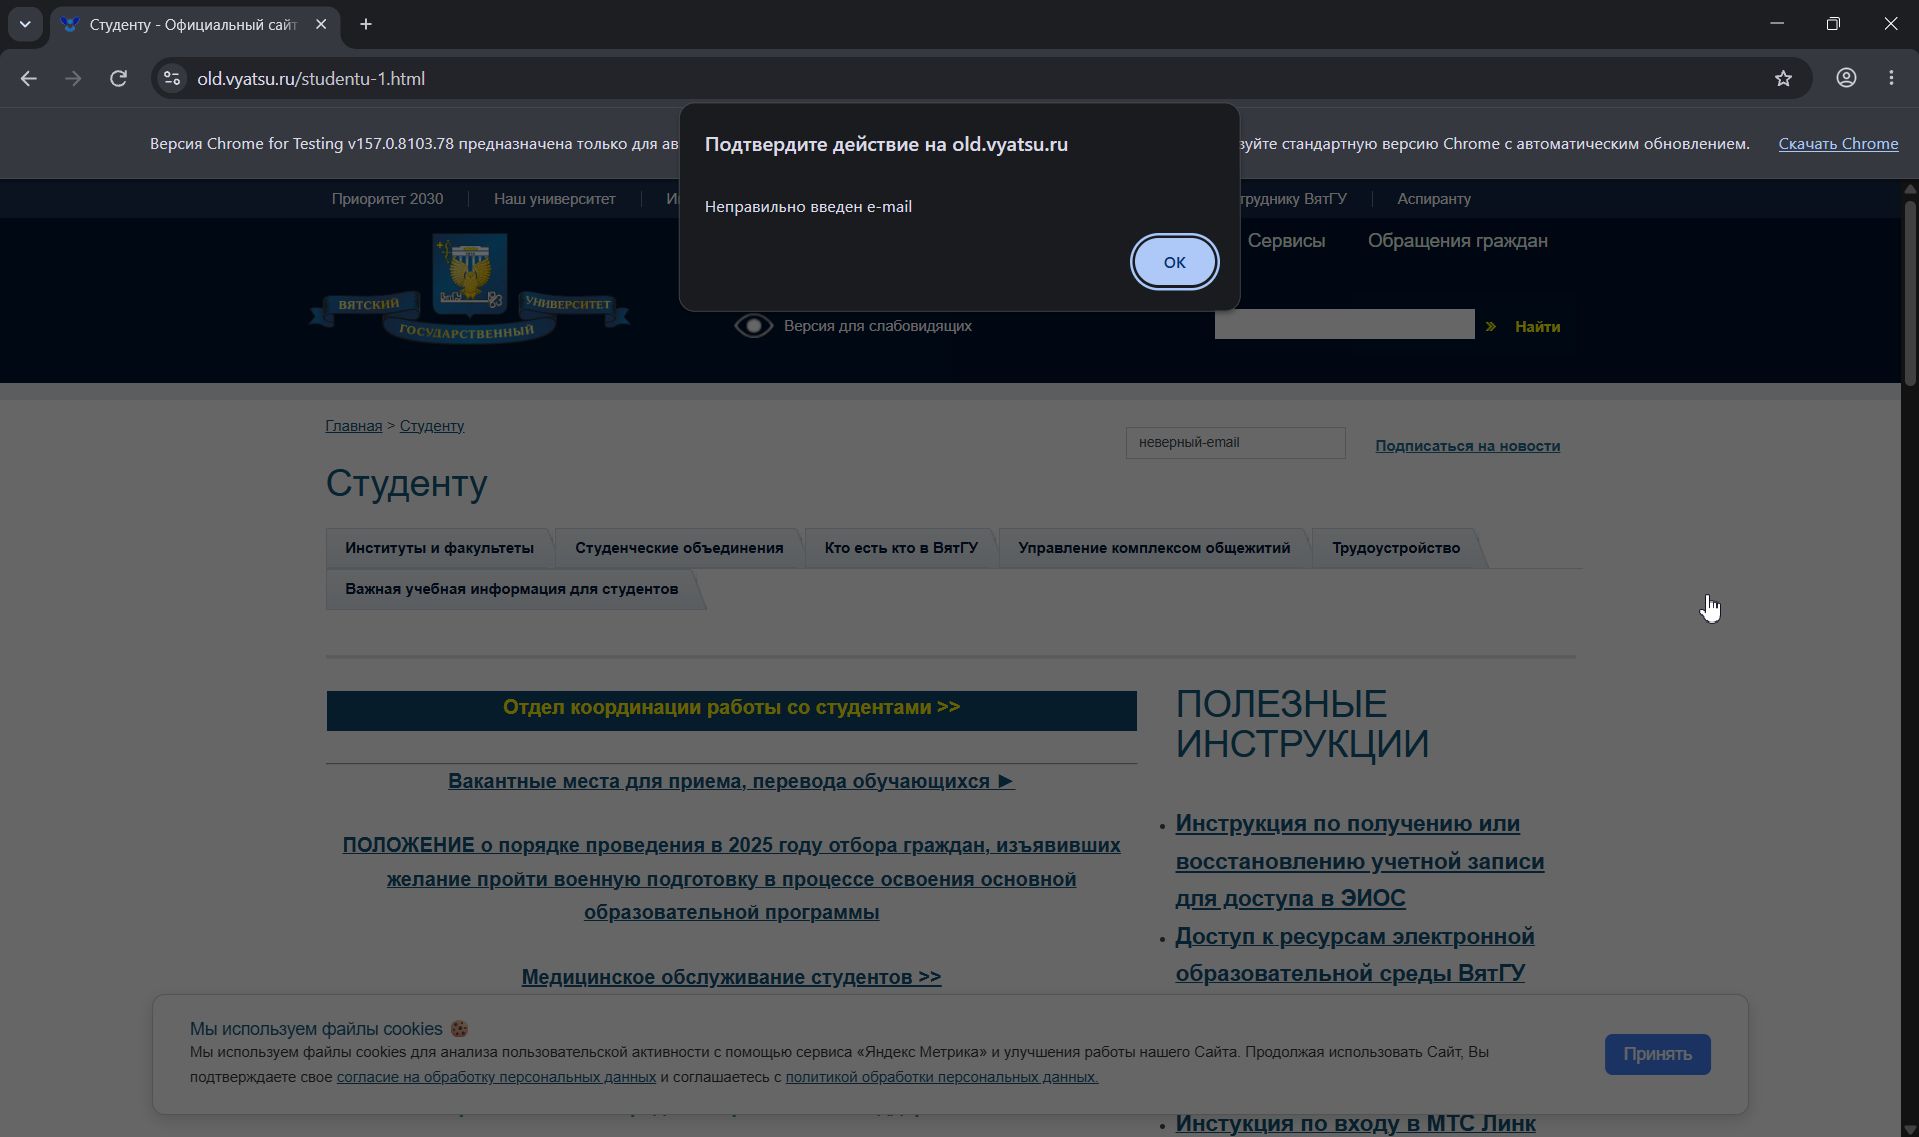 Студенту - Официальный сайт
old.vyatsu.ru/studentu-1.html
Версия Chrome for Testing v157.0.8103.78 предназначена только для
стандартную версию Chrome с автоматическим обновлением.
Скачать Chrome
Подтвердите действие на old.vyatsu.ru
Неправильно введен e-mail
ОК
Приоритет 2030
Наш университет
ВятГУ
Аспиранту
Сервисы
Обращения граждан
ВЯТСКИЙ
ГОСУДАРСТВЕННЫЙ
УНИВЕРСИТЕТ
Версия для слабовидящих
» Найти
Главная > Студенту
неверный-email
Подписаться на новости
Студенту
Институты и факультеты
Студенческие объединения
Кто есть кто в ВятГУ
Управление комплексом общежитий
Трудоустройство
Важная учебная информация для студентов
Отдел координации работы со студентами >>
Вакантные места для приема, перевода обучающихся ►
ПОЛОЖЕНИЕ о порядке проведения в 2025 году отбора граждан, изъявивших
желание пройти военную подготовку в процессе освоения основной
образовательной программы
Медицинское обслуживание студентов >>
ПОЛЕЗНЫЕ
ИНСТРУКЦИИ
Инструкция по получению или
восстановлению учетной записи
для доступа в ЭИОС
Доступ к ресурсам электронной
образовательной среды ВятГУ
Мы используем файлы cookies
Мы используем файлы cookies для анализа пользовательской активности с помощью сервиса «Яндекс Метрика» и улучшения работы нашего Сайта. Продолжая использовать Сайт, Вы
подтверждаете свое согласие на обработку персональных данных и соглашаетесь с политикой обработки персональных данных.
Принять
Инстукция по входу в МТС Линк